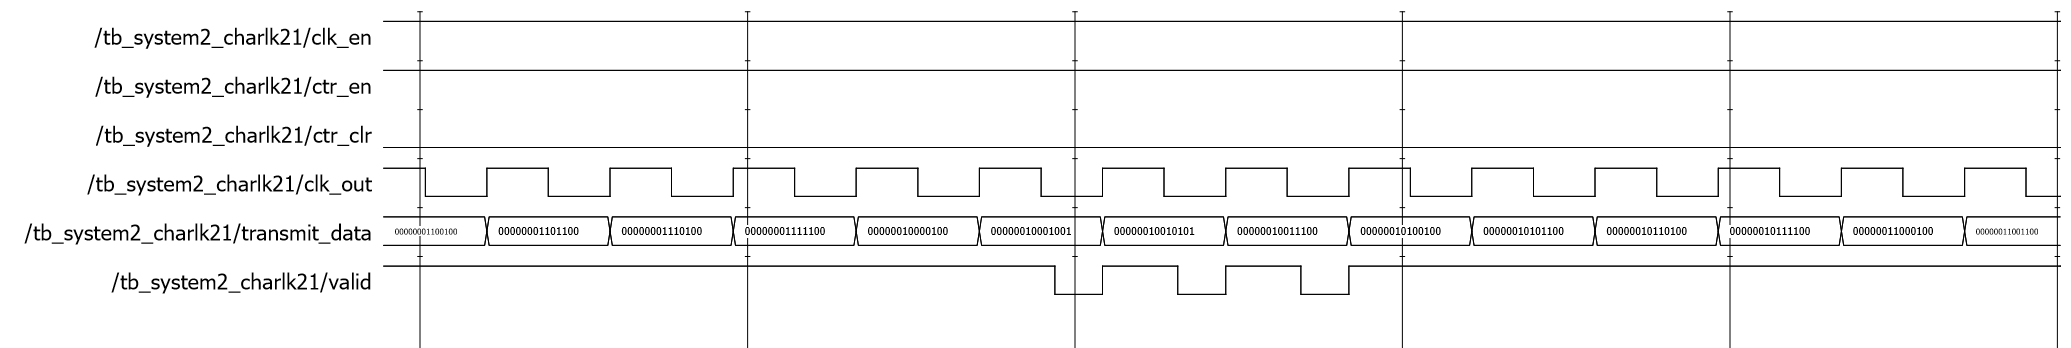 /tb_system2_charlk21/clk_en
/tb_system2_charlk21/ctr_en
/tb_system2_charlk21/ctr_clr
/tb_system2_charlk21/clk_out
/tb_system2_charlk21/transmit_data 00000001100100 00000001101100 00000001110100 00000001111100 00000010000100 00000010001001 00000010010101 00000010011100 00000010100100 00000010101100 00000010110100 00000010111100 00000011000100 00000011001100
/tb_system2_charlk21/valid